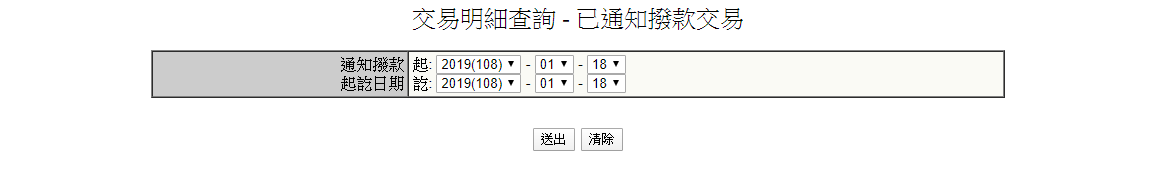 交易明細查詢 - 已通知撥款交易
通知撥款 起: 2019(108) - 01 - 18
起訖日期 訖: 2019(108) - 01 - 18
送出 清除